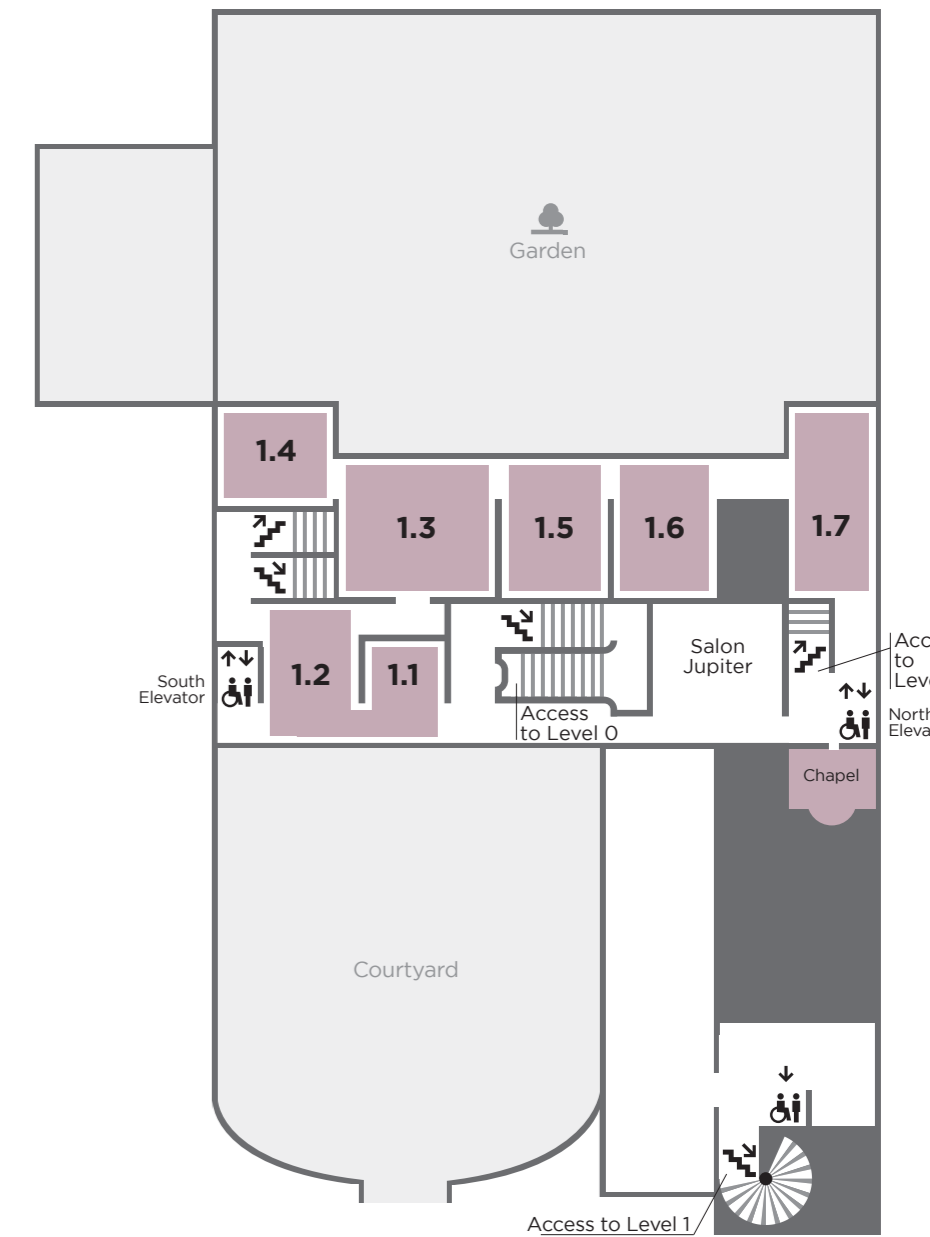 Garden
1.4
1.3
1.5
1.6
1.7
1.2
1.1
Salon
Jupiter
South
Elevator
Access
to Level 0
to
Chapel
Courtyard
Access to Level 1